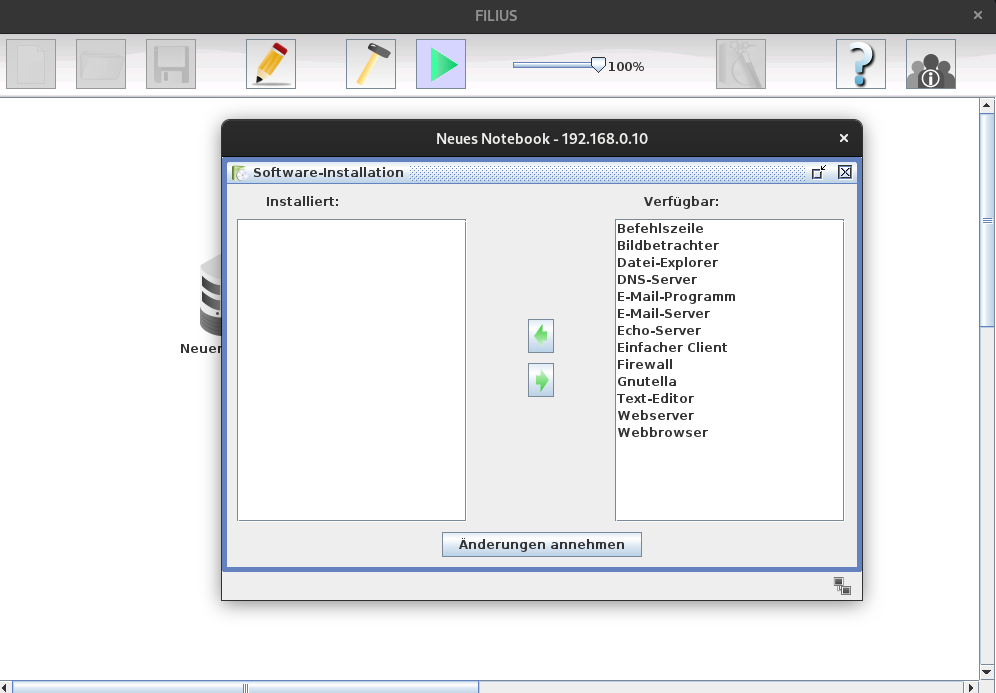 FILIUS
100%
Neues Notebook - 192.168.0.10
Software-Installation
Installiert:
Verfügbar:
Befehlszeile
Bildbetrachter
Datei-Explorer
DNS-Server
E-Mail-Programm
E-Mail-Server
Echo-Server
Einfacher Client
Firewall
Gnutella
Text-Editor
Webserver
Webbrowser
Neuer
Änderungen annehmen